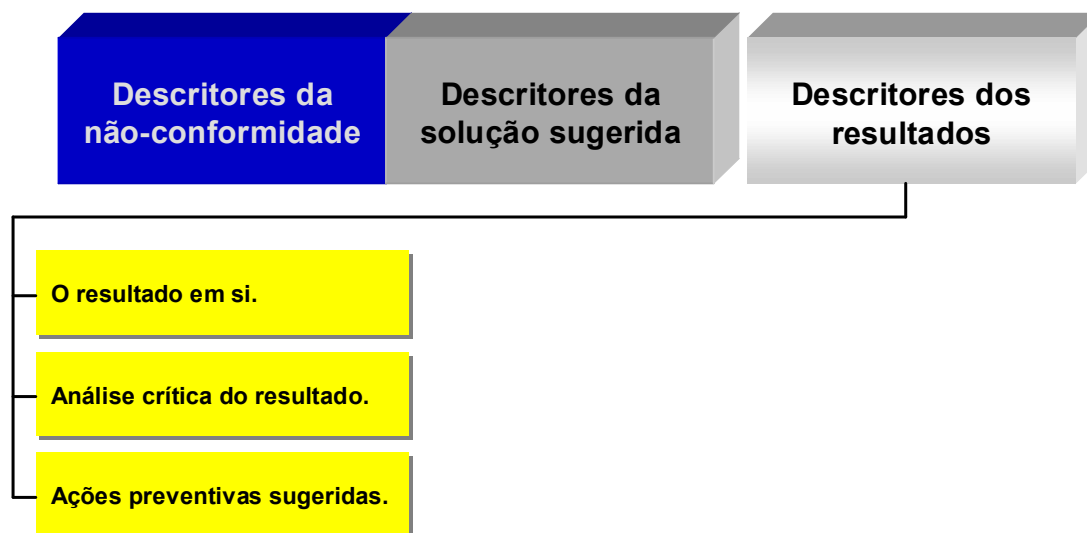 Descritores da
não-conformidade
Descritores da
solução sugerida
Descritores dos
resultados
O resultado em si.
Análise crítica do resultado.
Ações preventivas sugeridas.